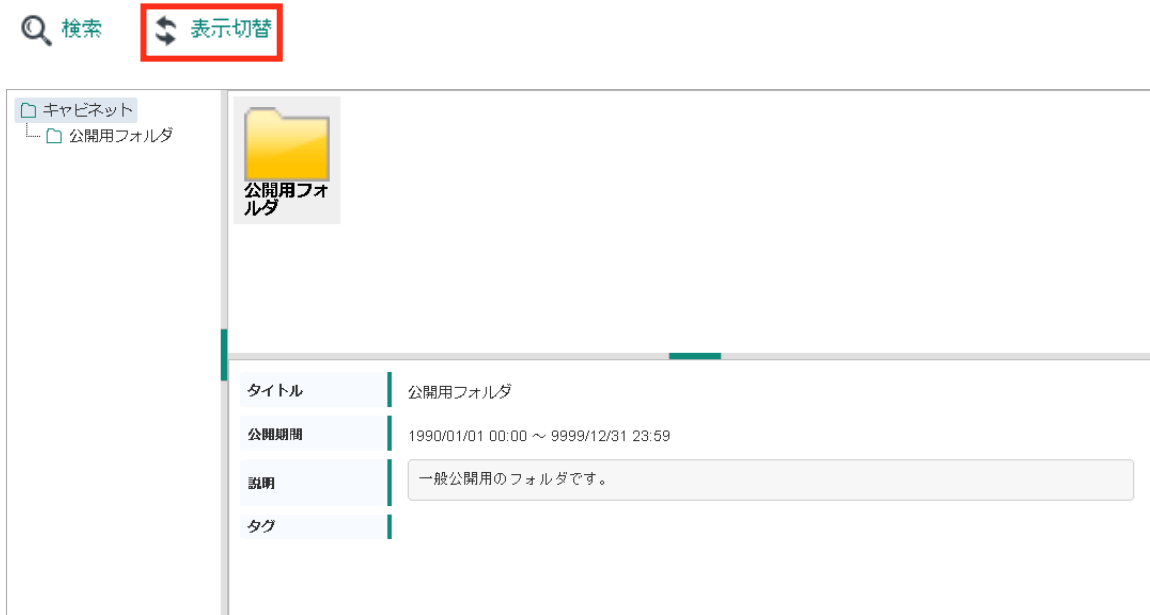 検索 表示切替
キャビネット
公開用フォルダ
公開用フォ
ルダ
タイトル 公開用フォルダ
公開期間 1990/01/01 00:00 ～ 9999/12/31 23:59
説明 一般公開用のフォルダです。
タグ